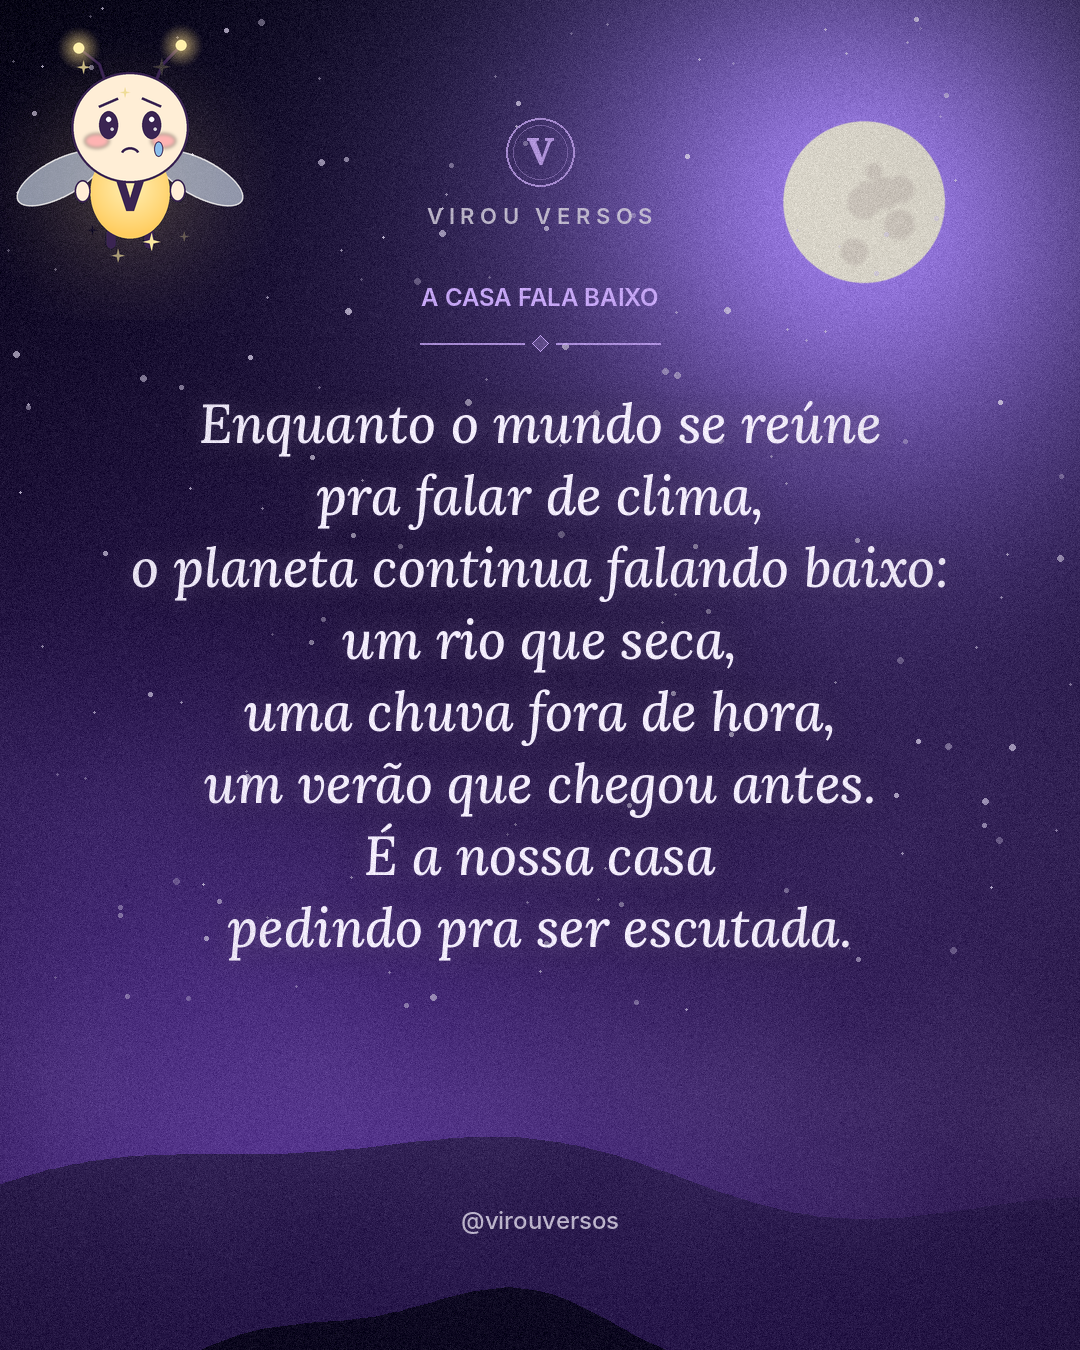 V
VIROU VERSOS
A CASA FALA BAIXO
Enquanto o mundo se reúne
pra falar de clima,
o planeta continua falando baixo:
um rio que seca,
uma chuva fora de hora,
um verão que chegou antes.
É a nossa casa
pedindo pra ser escutada.
V
@virouversos